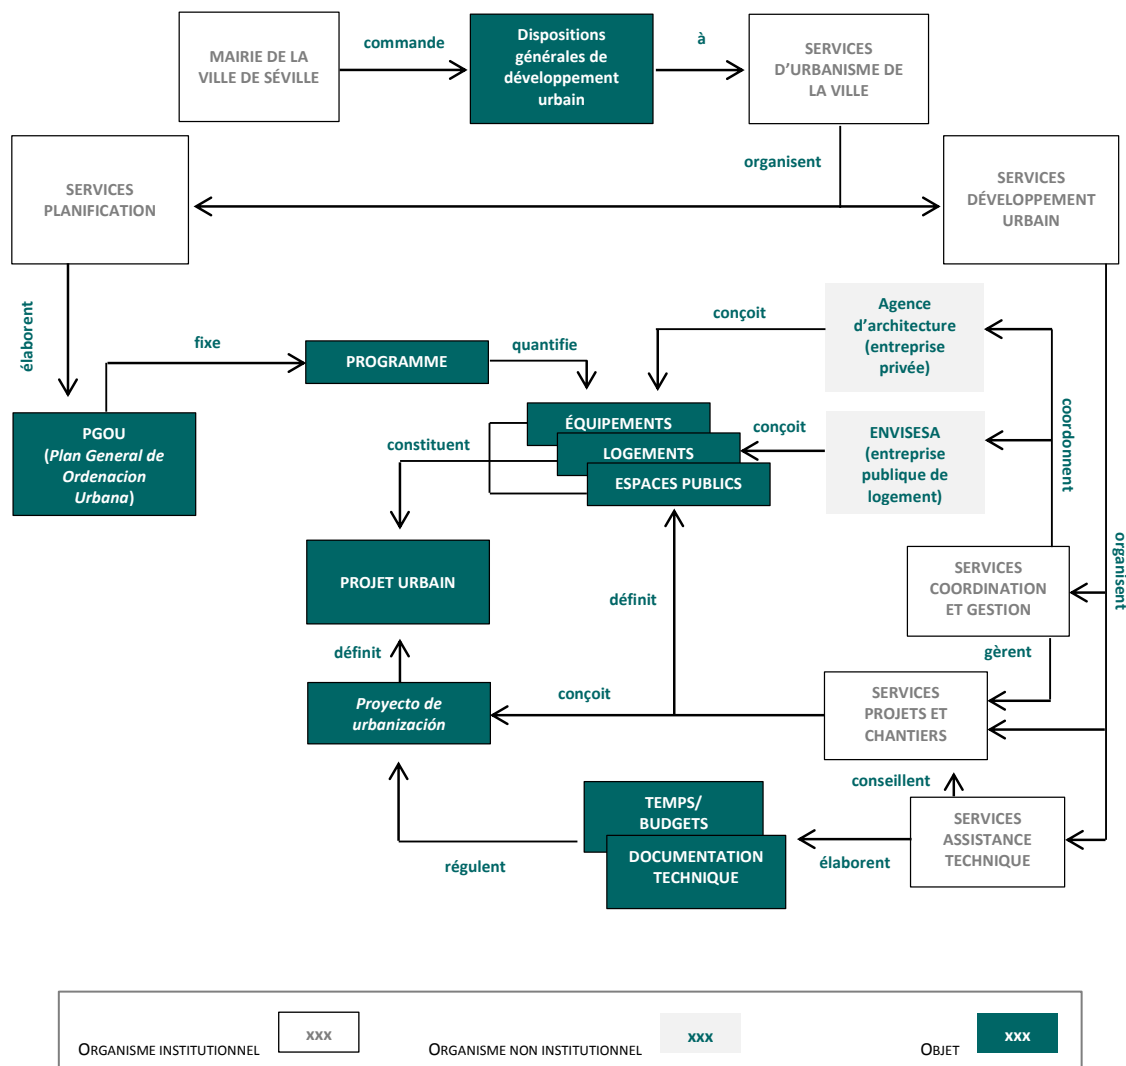 MAIRIE DE LA
VILLE DE SÉVILLE
commande
Dispositions
générales de
développement
urbain
à
SERVICES
D'URBANISME DE
LA VILLE
organisent
SERVICES
PLANIFICATION
SERVICES
DÉVELOPPEMENT
URBAIN
élaborent
fixe
PROGRAMME
quantifie
conçoit
Agence
d'architecture
(entreprise
privée)
PGOU
(Plan General de
Ordenacion
Urbana)
constituent
ÉQUIPEMENTS
LOGEMENTS
ESPACES PUBLICS
conçoit
ENVISESA
(entreprise
publique de
logement)
coordonnent
organisent
PROJET URBAIN
définit
SERVICES
COORDINATION
ET GESTION
définit
gèrent
Proyecto de
urbanización
conçoit
SERVICES
PROJETS ET
CHANTIERS
conseillent
TEMPS/
BUDGETS
DOCUMENTATION
TECHNIQUE
régulent
élaborent
SERVICES
ASSISTANCE
TECHNIQUE
ORGANISME INSTITUTIONNEL
xxx
ORGANISME NON INSTITUTIONNEL
xxx
OBJET
xxx